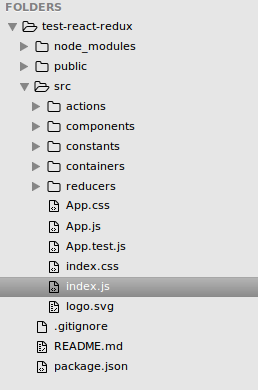 FOLDERS
test-react-redux
node_modules
public
src
actions
components
constants
containers
reducers
App.css
App.js
App.test.js
index.css
index.js
logo.svg
.gitignore
README.md
package.json